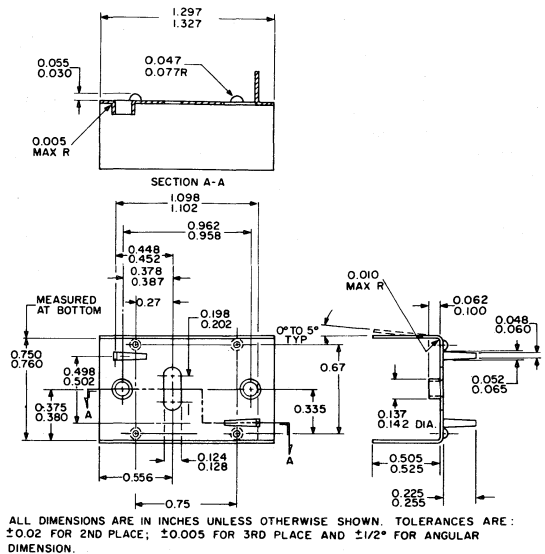 1.297
1.327
0.055
0.030
0.047
0.077R
0.005
MAX R
SECTION A-A
1.098
1.102
0.962
0.958
0.448
0.452
0.378
0.387
0.27
MEASURED
AT BOTTOM
0.198
0.202
0° TO 5°
TYP
0.010
MAX R
0.062
0.100
0.048
0.060
0.750
0.760
0.498
0.502
0.67
0.052
0.065
0.375
0.380
A
0.335
0.137
0.142 DIA.
0.124
0.128
A
0.556
0.505
0.525
0.75
0.225
0.255
ALL DIMENSIONS ARE IN INCHES UNLESS OTHERWISE SHOWN. TOLERANCES ARE:
±0.02 FOR 2ND PLACE; ±0.005 FOR 3RD PLACE AND ±1/2° FOR ANGULAR
DIMENSION.